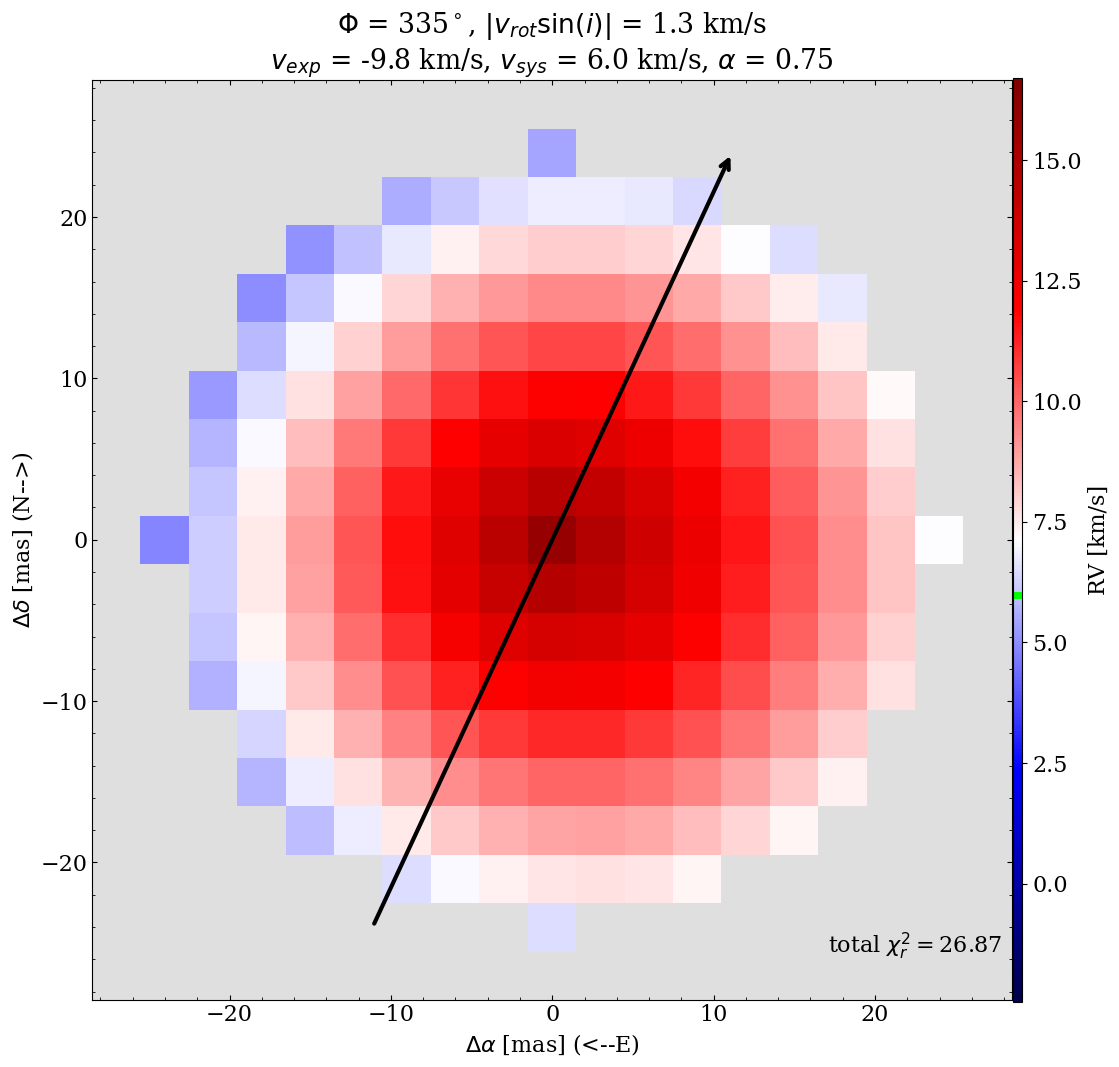 Φ = 335°, |v_rot sin(i)| = 1.3 km/s
v_exp = -9.8 km/s, v_sys = 6.0 km/s, α = 0.75
20
10
0
−10
−20
Δδ [mas] (N-->)
−20 −10 0 10 20
Δα [mas] (<--E)
total χ²_r = 26.87
15.0
12.5
10.0
7.5
5.0
2.5
0.0
RV [km/s]